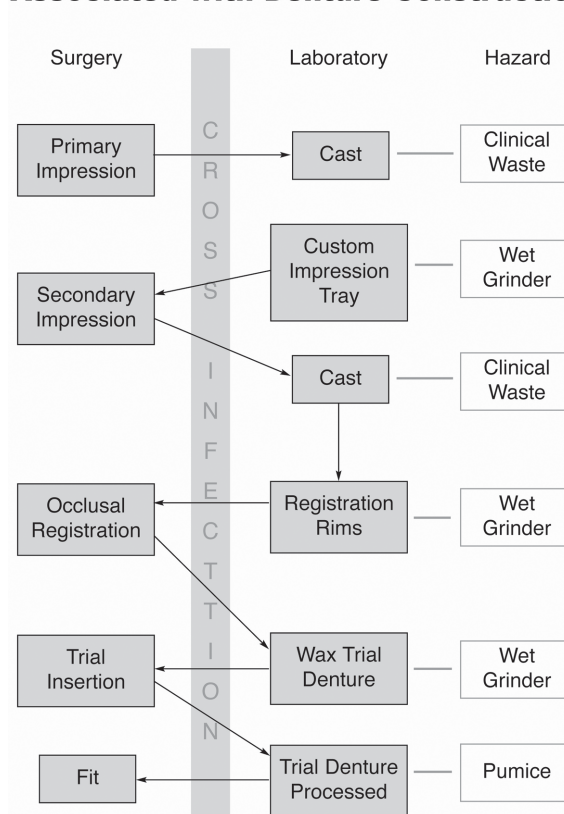 Surgery
Laboratory
Hazard
Primary
Impression
Cast
Clinical
Waste
Custom
Impression
Tray
Wet
Grinder
Secondary
Impression
Cast
Clinical
Waste
Occlusal
Registration
Registration
Rims
Wet
Grinder
Trial
Insertion
Wax Trial
Denture
Wet
Grinder
Fit
Trial Denture
Processed
Pumice
CROSS INFECTTION